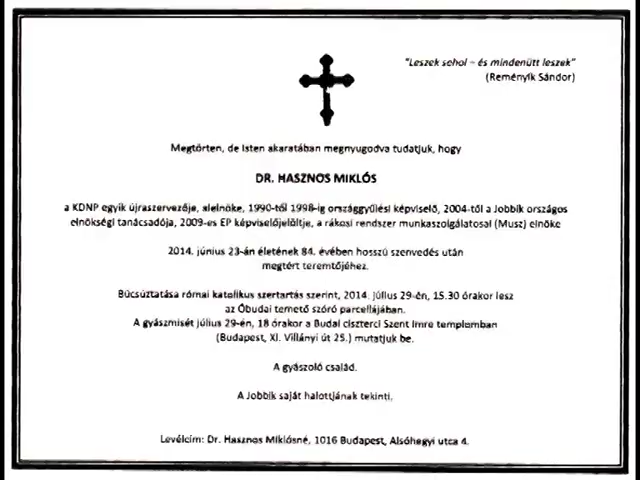 "Leszek sehol – és mindenütt leszek"
(Reményik Sándor)
Megtörten, de Isten akaratában megnyugodva tudatjuk, hogy
DR. HASZNOS MIKLÓS
a KDNP egyik újraszervezője, alelnöke, 1990-től 1998-ig országgyűlési képviselő, 2004-től a Jobbik országos
elnökségi tanácsadója, 2009-es EP képviselőjelöltje, a rákosi rendszer munkaszolgálatosai (Musz) elnöke
2014. június 23-án életének 84. évében hosszú szenvedés után
megtért teremtőjéhez.
Búcsúztatása római katolikus szertartás szerint, 2014. július 29-én, 15.30 órakor lesz
az Óbudai temető szóró parcellájában.
A gyászmisét július 29-én, 18 órakor a Budai ciszterci Szent Imre templomban
(Budapest, XI. Villányi út 25.) mutatjuk be.
A gyászoló család.
A Jobbik saját halottjának tekinti.
Levélcím: Dr. Hasznos Miklósné, 1016 Budapest, Alsóhegyi utca 4.